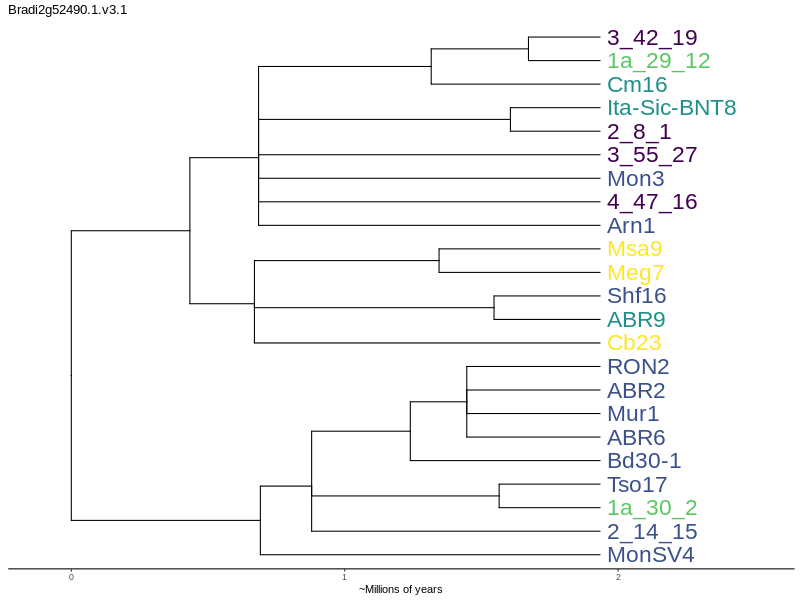 Bradi2g52490.1.v3.1
3_42_19
1a_29_12
Cm16
Ita-Sic-BNT8
2_8_1
3_55_27
Mon3
4_47_16
Arn1
Msa9
Meg7
Shf16
ABR9
Cb23
RON2
ABR2
Mur1
ABR6
Bd30-1
Tso17
1a_30_2
2_14_15
MonSV4
0 1 2
~Millions of years